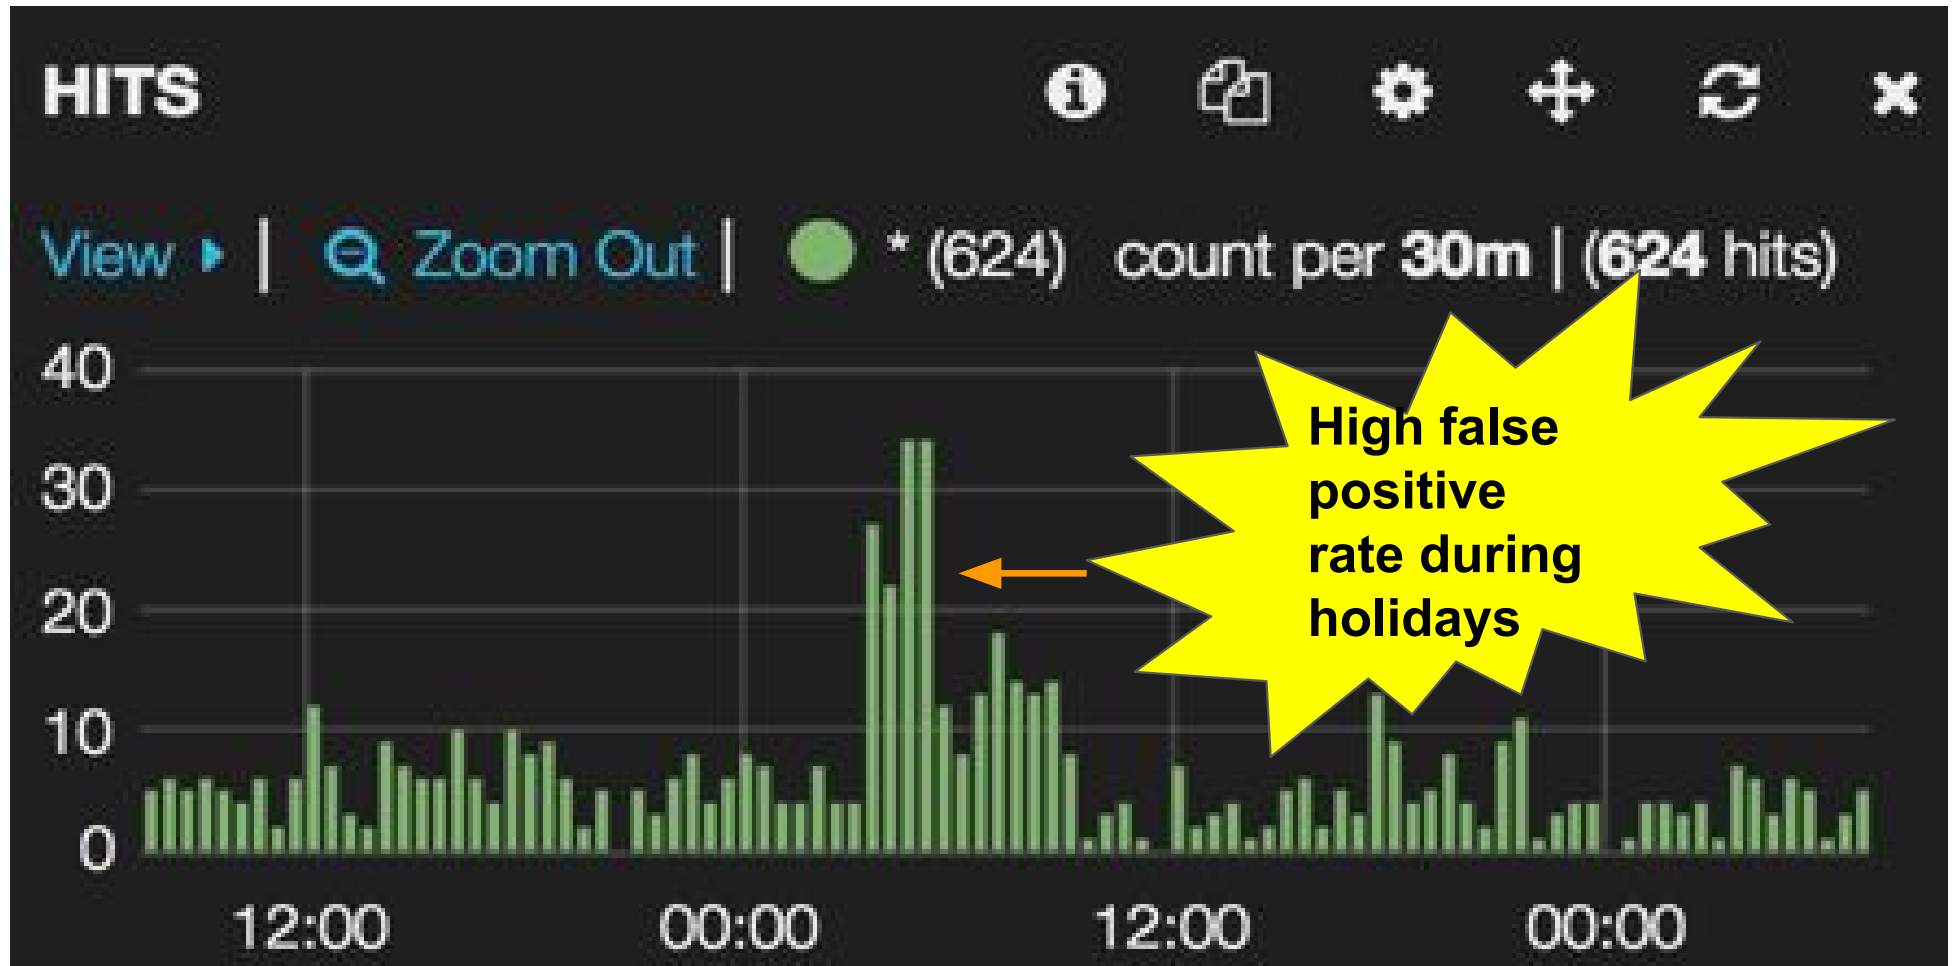 HITS
View | Zoom Out | * (624) count per 30m | (624 hits)
40
30
20
10
0
High false
positive
rate during
holidays
12:00 00:00 12:00 00:00